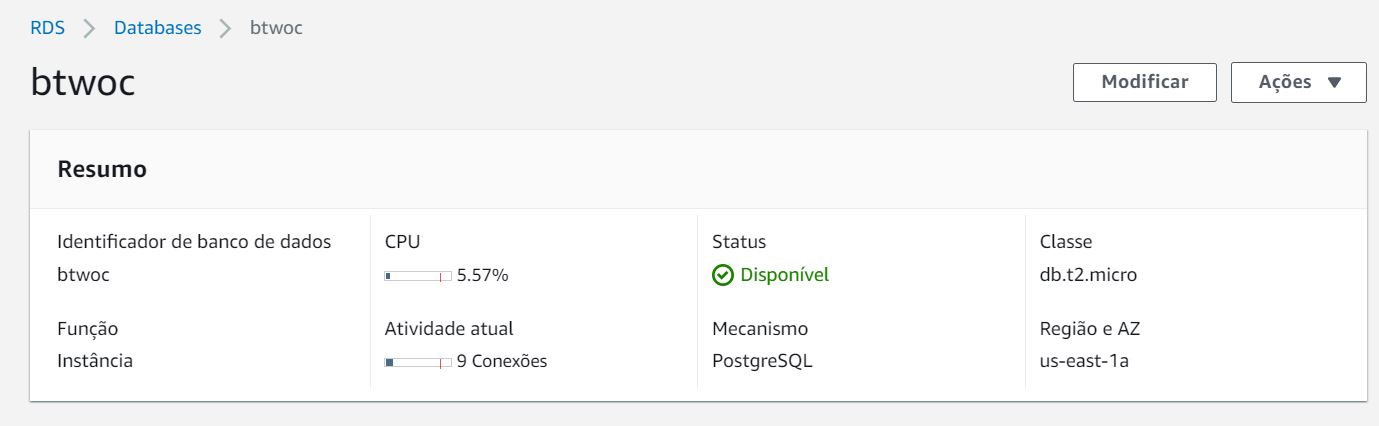 RDS > Databases > btwoc
btwoc
Modificar
Ações
Resumo
Identificador de banco de dados
btwoc
CPU
5.57%
Status
Disponível
Classe
db.t2.micro
Função
Instância
Atividade atual
9 Conexões
Mecanismo
PostgreSQL
Região e AZ
us-east-1a